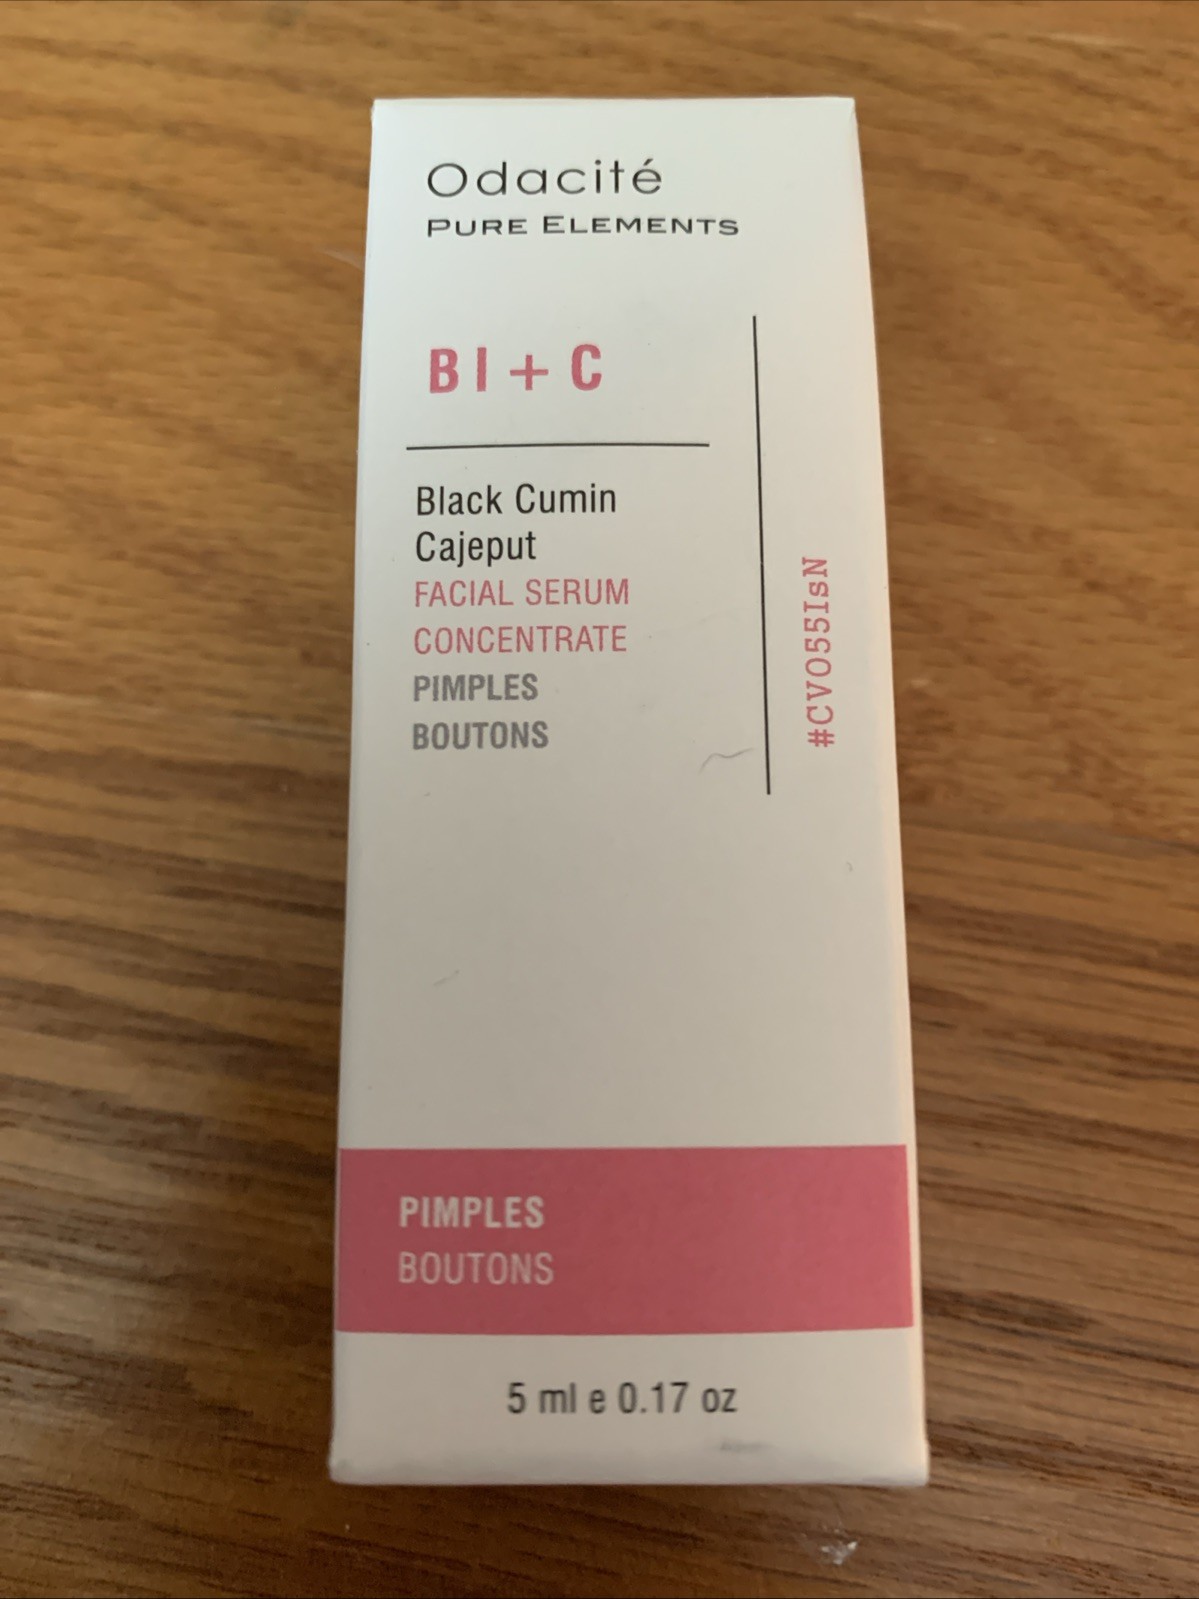 Odacité
PURE ELEMENTS
BI + C
Black Cumin
Cajeput
FACIAL SERUM
CONCENTRATE
PIMPLES
BOUTONS
#CVO55IsN
PIMPLES
BOUTONS
5 ml e 0.17 oz